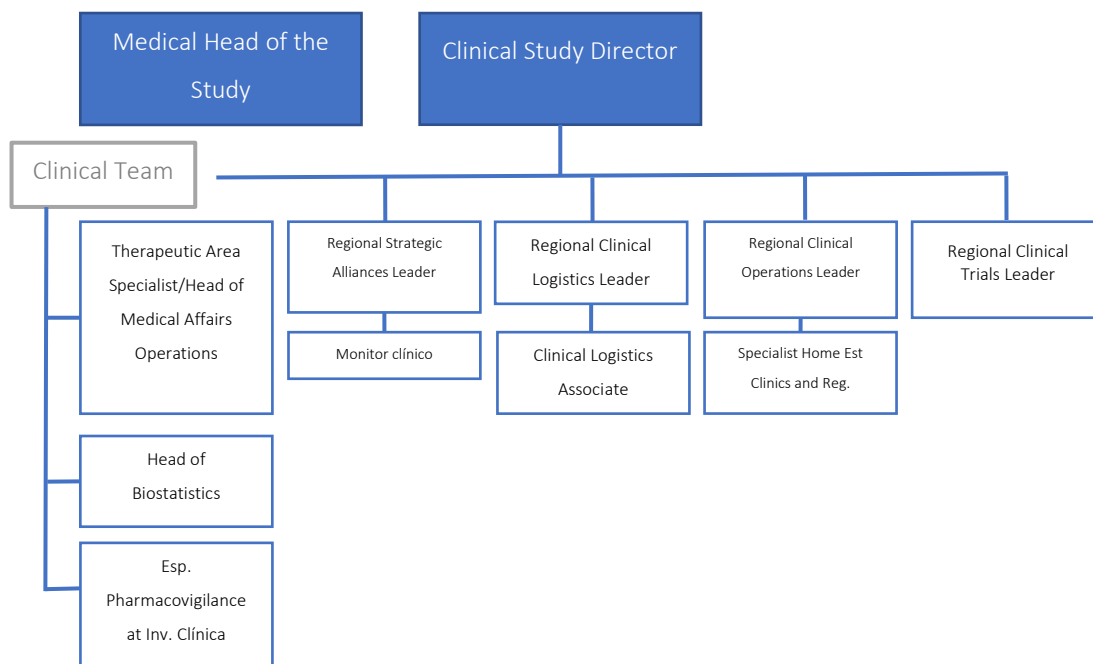 Medical Head of the
Study
Clinical Study Director
Clinical Team
Therapeutic Area
Specialist/Head of
Medical Affairs
Operations
Regional Strategic
Alliances Leader
Regional Clinical
Logistics Leader
Regional Clinical
Operations Leader
Regional Clinical
Trials Leader
Monitor clínico
Clinical Logistics
Associate
Specialist Home Est
Clinics and Reg.
Head of
Biostatistics
Esp.
Pharmacovigilance
at Inv. Clínica